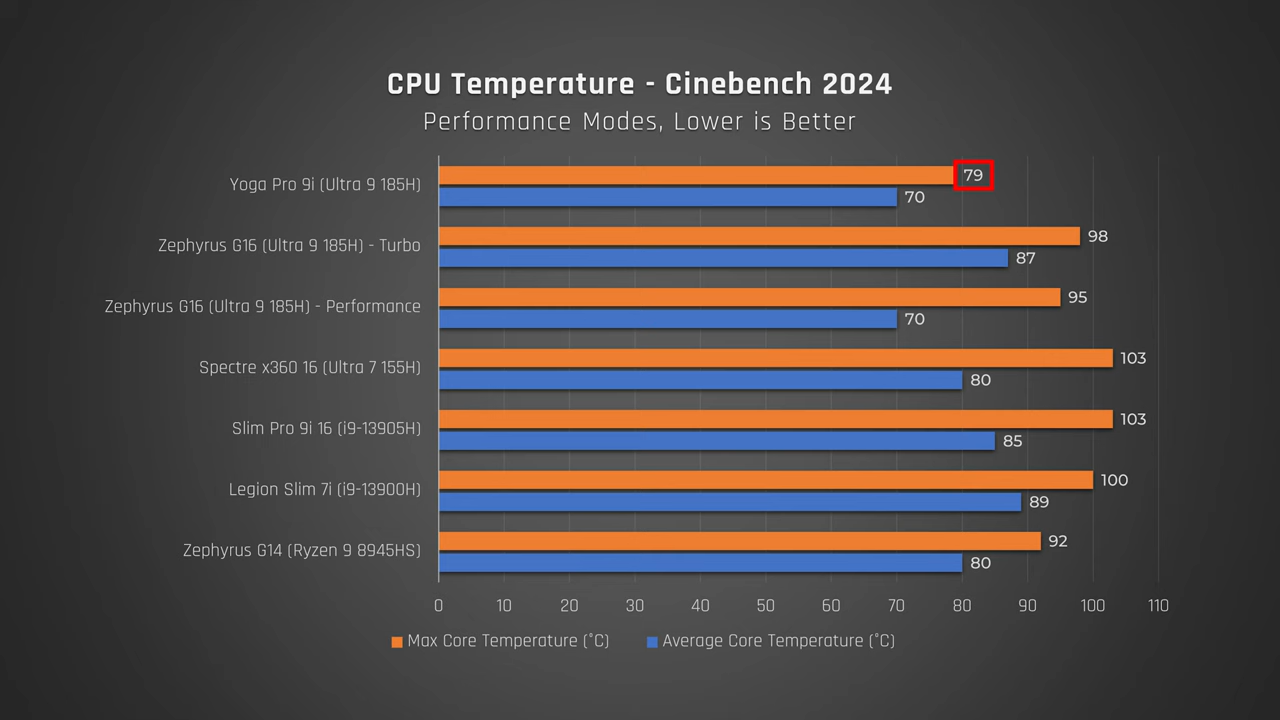 CPU Temperature - Cinebench 2024
Performance Modes, Lower is Better
Yoga Pro 9i (Ultra 9 185H)
79
70
Zephyrus G16 (Ultra 9 185H) - Turbo
98
87
Zephyrus G16 (Ultra 9 185H) - Performance
95
70
Spectre x360 16 (Ultra 7 155H)
103
80
Slim Pro 9i 16 (i9-13905H)
103
85
Legion Slim 7i (i9-13900H)
100
89
Zephyrus G14 (Ryzen 9 8945HS)
92
80
0 10 20 30 40 50 60 70 80 90 100 110
Max Core Temperature (°C) Average Core Temperature (°C)